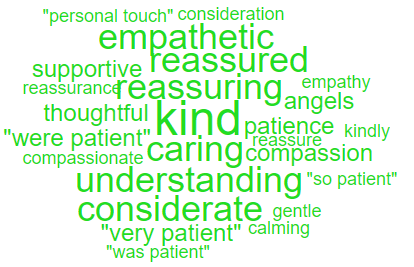 "personal touch" consideration
empathetic
supportive reassured
reassurance reassuring empathy
thoughtful angels
kind
"were patient" patience kindly
reassure
compassionate caring compassion
understanding "so patient"
considerate gentle
"very patient" calming
"was patient"